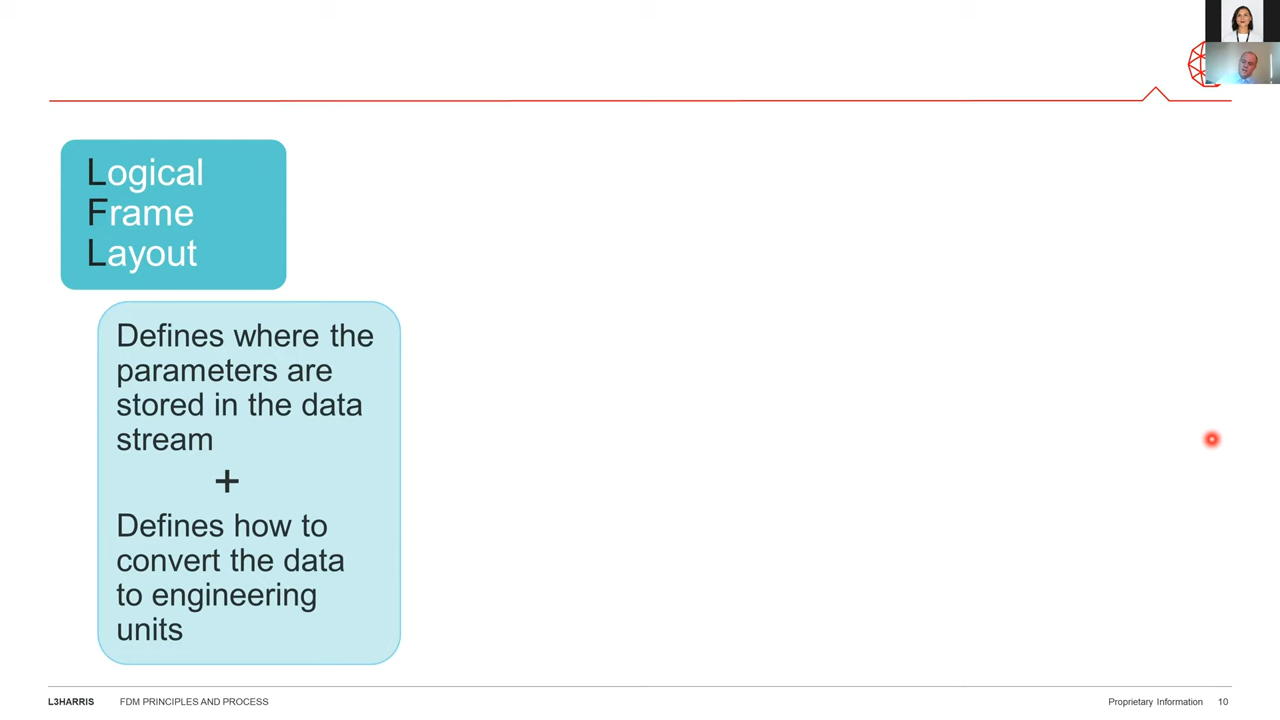 Logical
Frame
Layout
Defines where the
parameters are
stored in the data
stream
+
Defines how to
convert the data
to engineering
units
L3HARRIS FDM PRINCIPLES AND PROCESS Proprietary Information 10